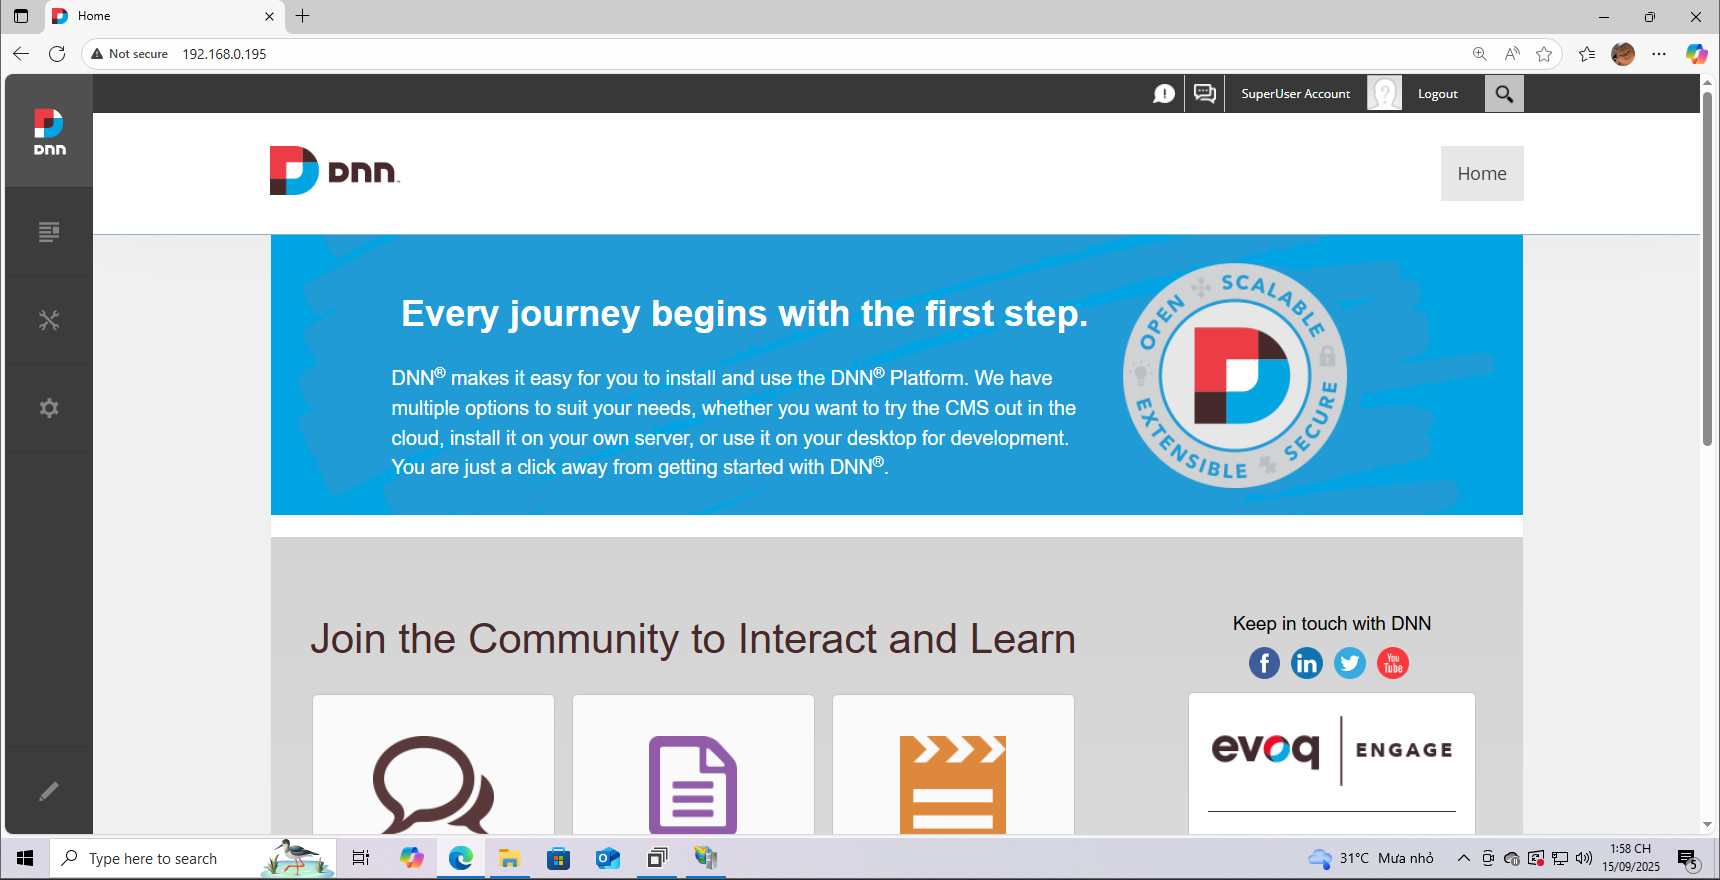 Home
Not secure
192.168.0.195
SuperUser Account
Logout
DNN
DNN
Home
Every journey begins with the first step.
DNN® makes it easy for you to install and use the DNN® Platform. We have
multiple options to suit your needs, whether you want to try the CMS out in the
cloud, install it on your own server, or use it on your desktop for development.
You are just a click away from getting started with DNN®.
OPEN
SCALABLE
SECURE
EXTENSIBLE
Join the Community to Interact and Learn
Keep in touch with DNN
You
Tube
evoq ENGAGE
Type here to search
31°C Mưa nhỏ
1:58 CH
15/09/2025
5